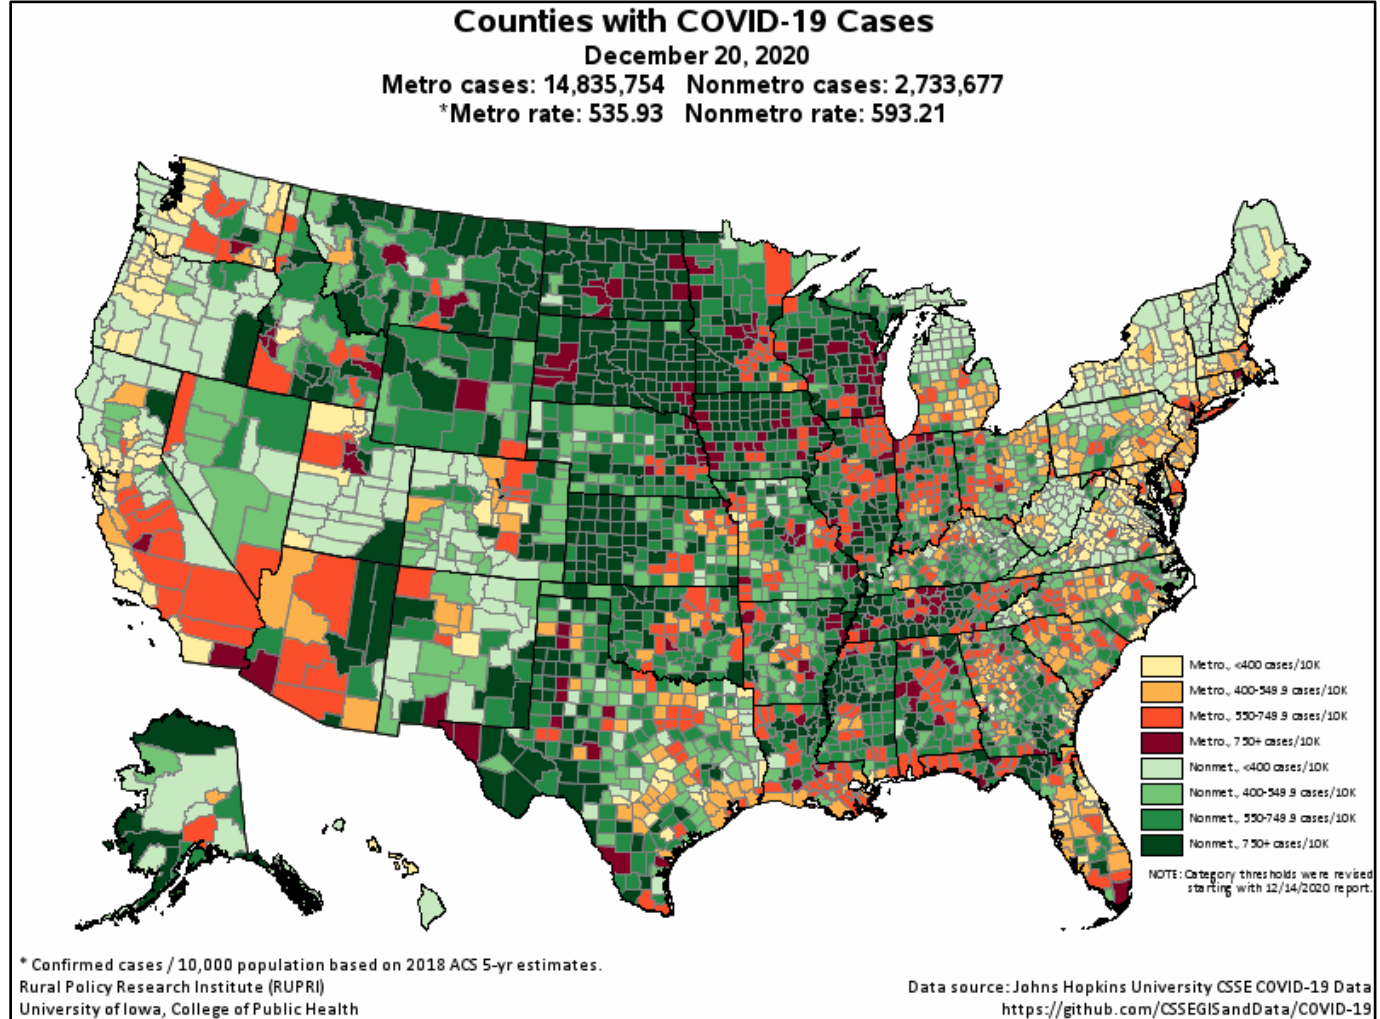 Counties with COVID-19 Cases
December 20, 2020
Metro cases: 14,835,754   Nonmetro cases: 2,733,677
*Metro rate: 535.93   Nonmetro rate: 593.21
Metro., <400 cases/10K
Metro., 400-549.9 cases/10K
Metro., 550-749.9 cases/10K
Metro., 750+ cases/10K
Nonmet., <400 cases/10K
Nonmet., 400-549.9 cases/10K
Nonmet., 550-749.9 cases/10K
Nonmet., 750+ cases/10K
NOTE: Category thresholds were revised
starting with 12/14/2020 report.
* Confirmed cases / 10,000 population based on 2018 ACS 5-yr estimates.
Rural Policy Research Institute (RUPRI)
University of Iowa, College of Public Health
Data source: Johns Hopkins University CSSE COVID-19 Data
https://github.com/CSSEGISandData/COVID-19